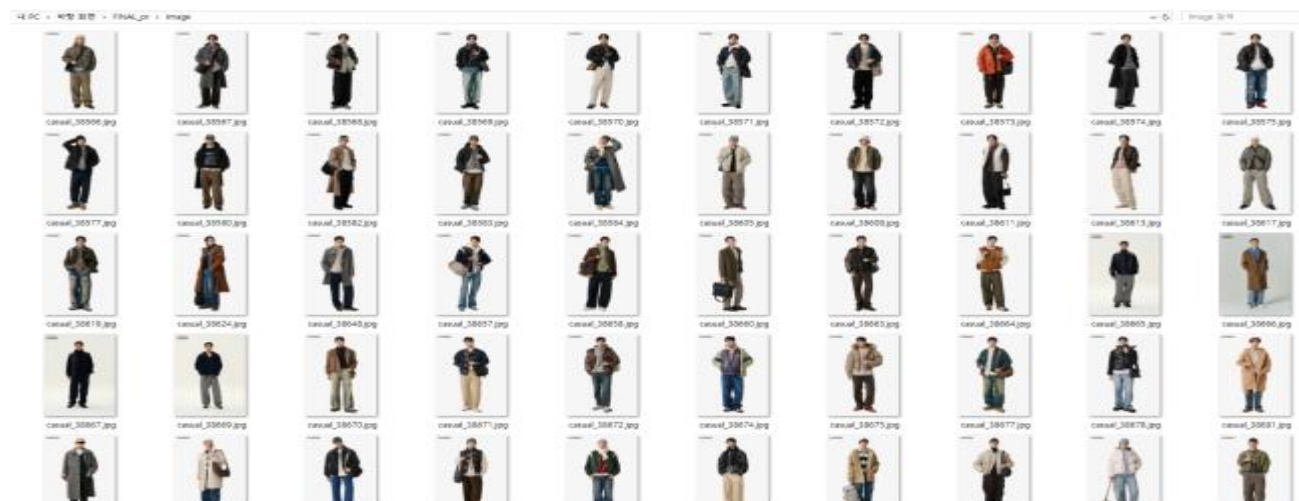 내 PC > 바탕 화면 > FINAL_pr > image
image 검색
casual_38566.jpg casual_38567.jpg casual_38568.jpg casual_38569.jpg casual_38570.jpg casual_38571.jpg casual_38572.jpg casual_38573.jpg casual_38574.jpg casual_38575.jpg
casual_38577.jpg casual_38580.jpg casual_38582.jpg casual_38583.jpg casual_38584.jpg casual_38605.jpg casual_38608.jpg casual_38611.jpg casual_38613.jpg casual_38617.jpg
casual_38619.jpg casual_38624.jpg casual_38648.jpg casual_38657.jpg casual_38658.jpg casual_38660.jpg casual_38663.jpg casual_38664.jpg casual_38665.jpg casual_38666.jpg
casual_38667.jpg casual_38669.jpg casual_38670.jpg casual_38671.jpg casual_38672.jpg casual_38674.jpg casual_38675.jpg casual_38677.jpg casual_38678.jpg casual_38681.jpg